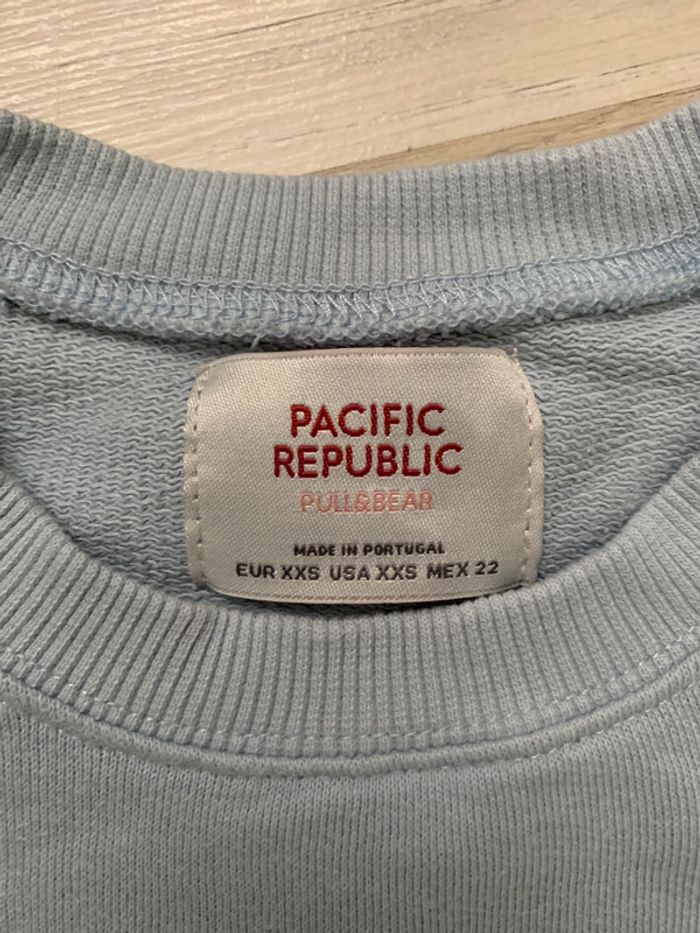 PACIFIC
REPUBLIC
PULL&BEAR
MADE IN PORTUGAL
EUR XXS USA XXS MEX 22